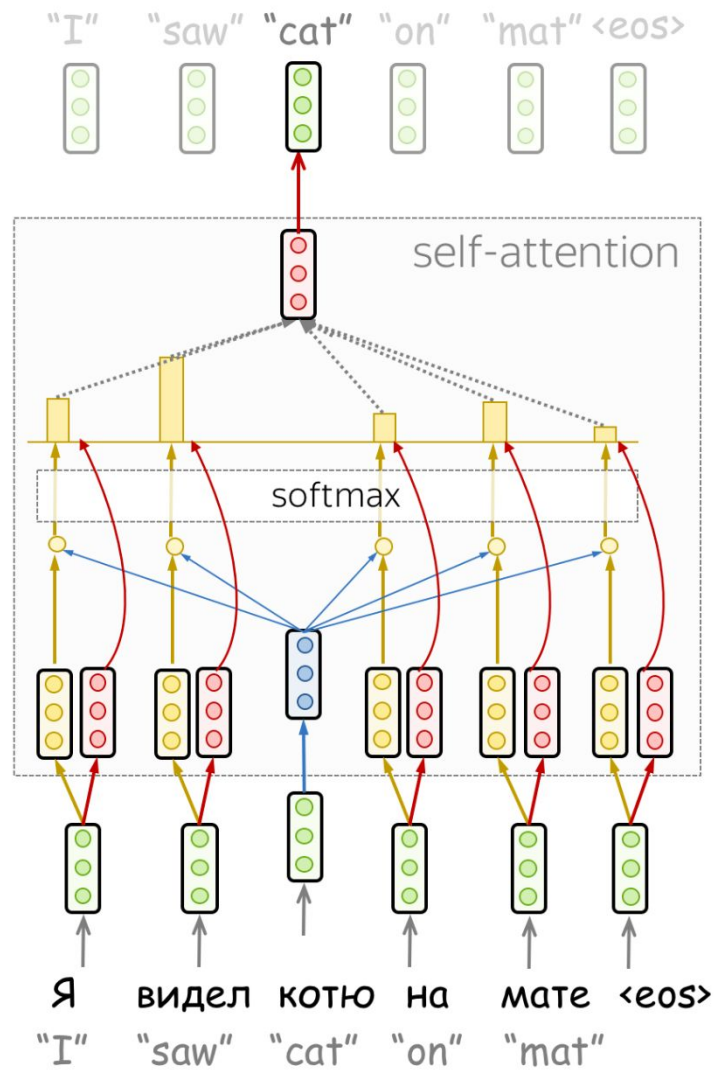 “I” “saw” “cat” “on” “mat” <eos>
self-attention
softmax
Я видел котю на мате <eos>
“I” “saw” “cat” “on” “mat”